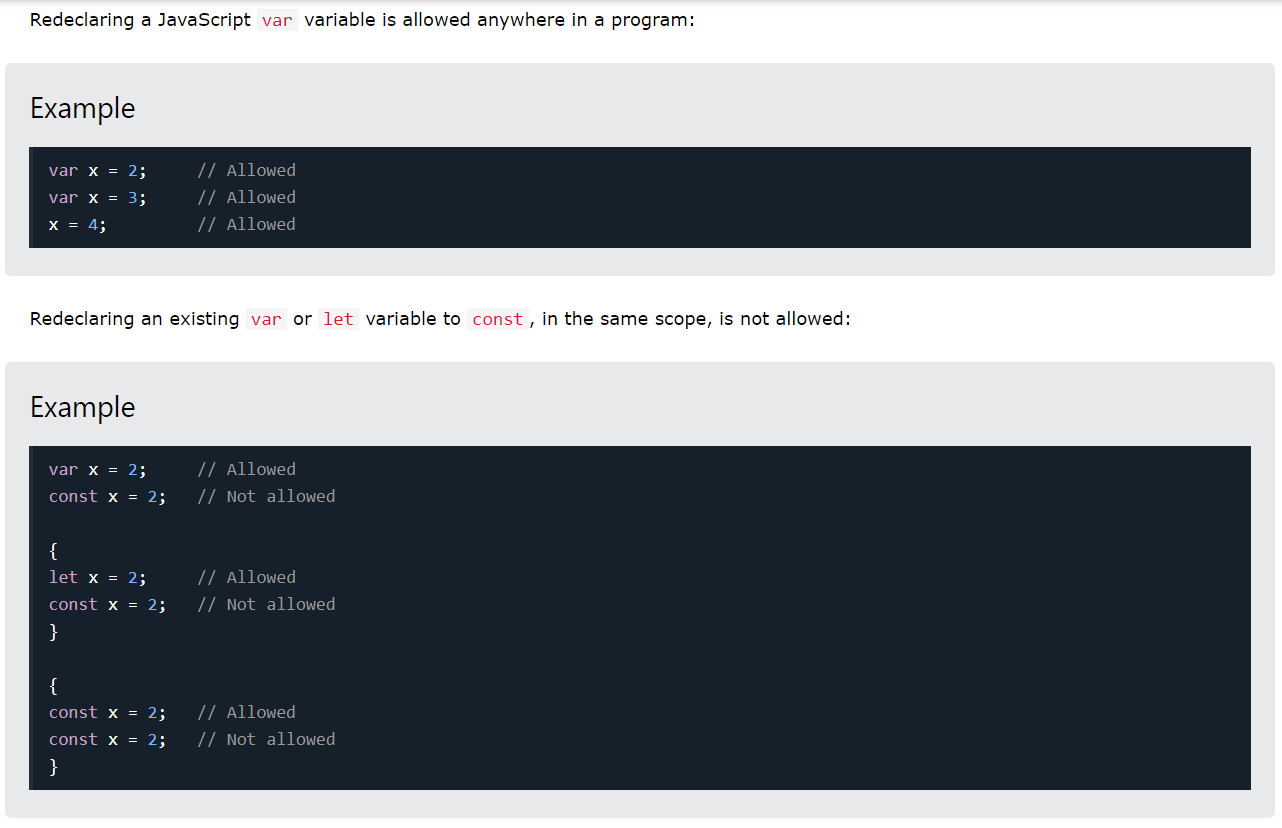 Redeclaring a JavaScript var variable is allowed anywhere in a program:
Example
var x = 2;     // Allowed
var x = 3;     // Allowed
x = 4;         // Allowed
Redeclaring an existing var or let variable to const, in the same scope, is not allowed:
Example
var x = 2;     // Allowed
const x = 2;   // Not allowed
{
let x = 2;     // Allowed
const x = 2;   // Not allowed
}
{
const x = 2;   // Allowed
const x = 2;   // Not allowed
}